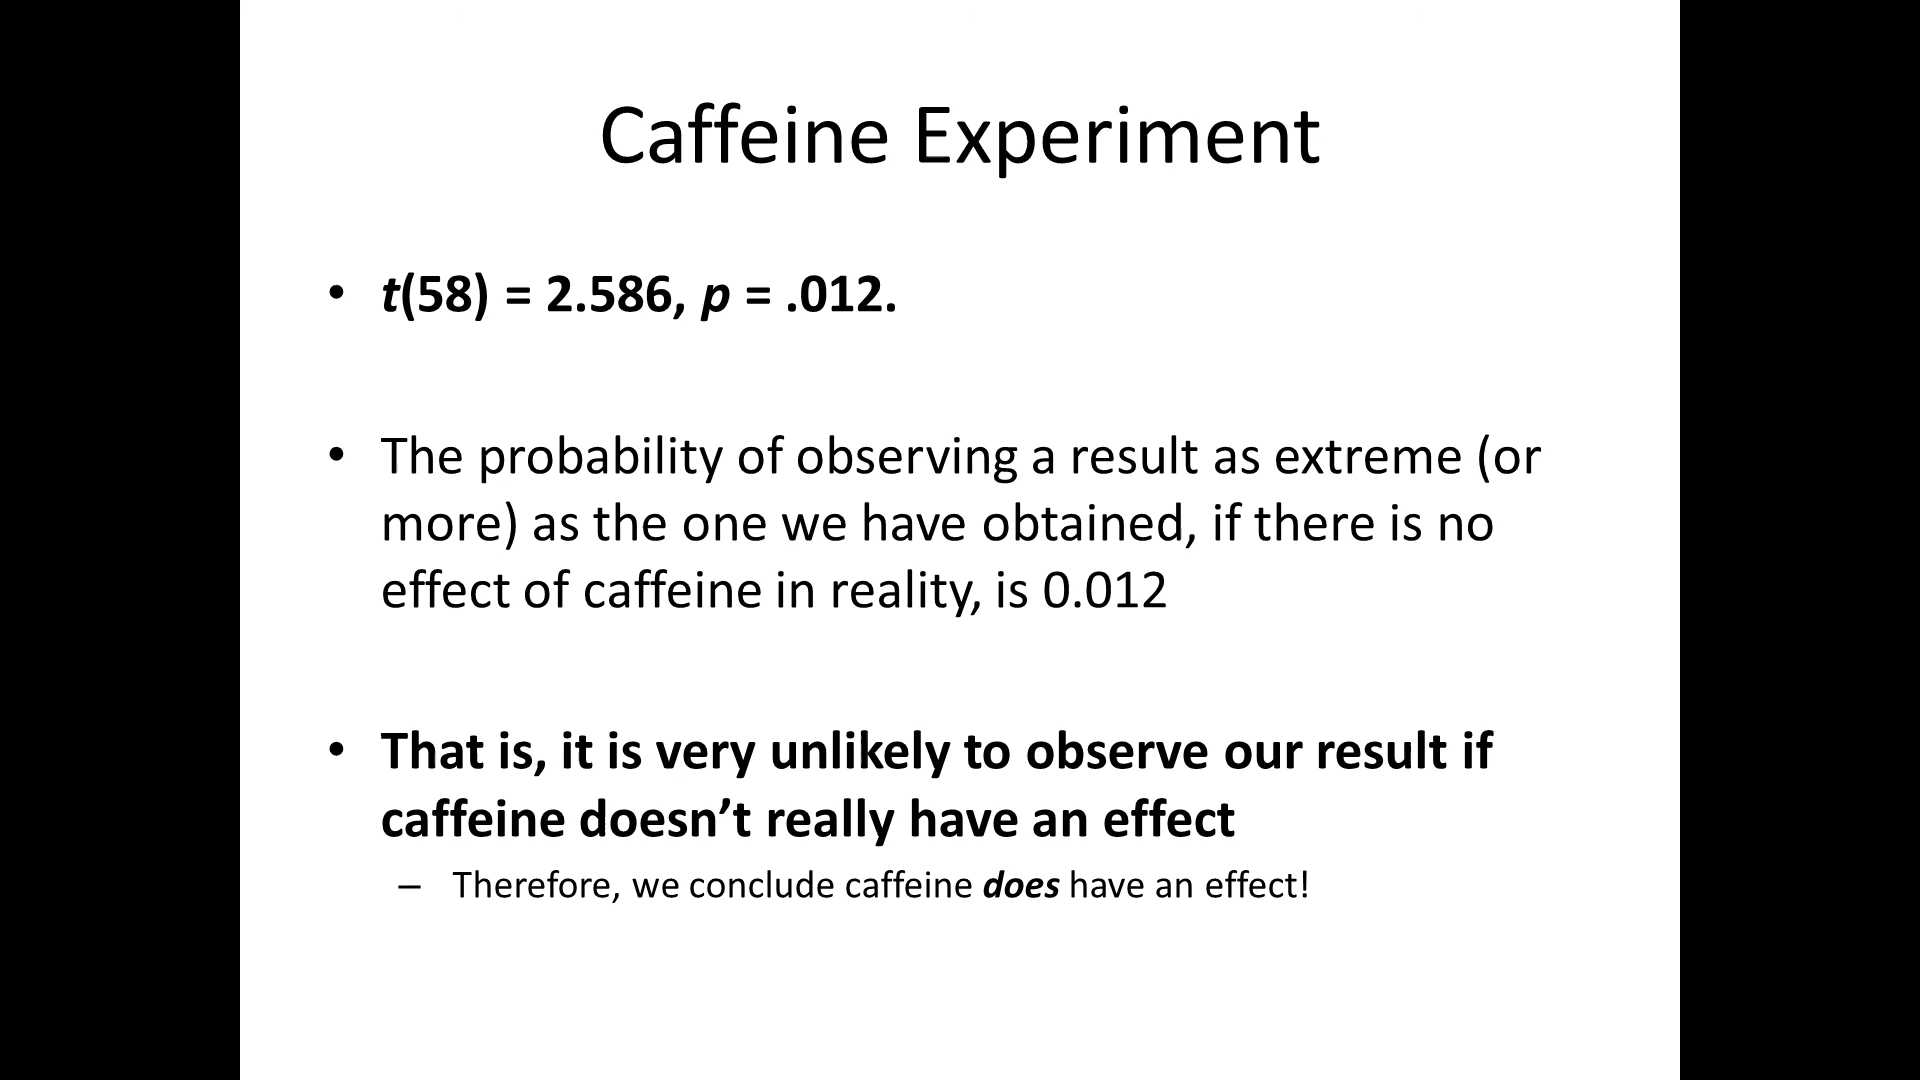 Caffeine Experiment
• t(58) = 2.586, p = .012.
• The probability of observing a result as extreme (or
more) as the one we have obtained, if there is no
effect of caffeine in reality, is 0.012
• That is, it is very unlikely to observe our result if
caffeine doesn’t really have an effect
– Therefore, we conclude caffeine does have an effect!